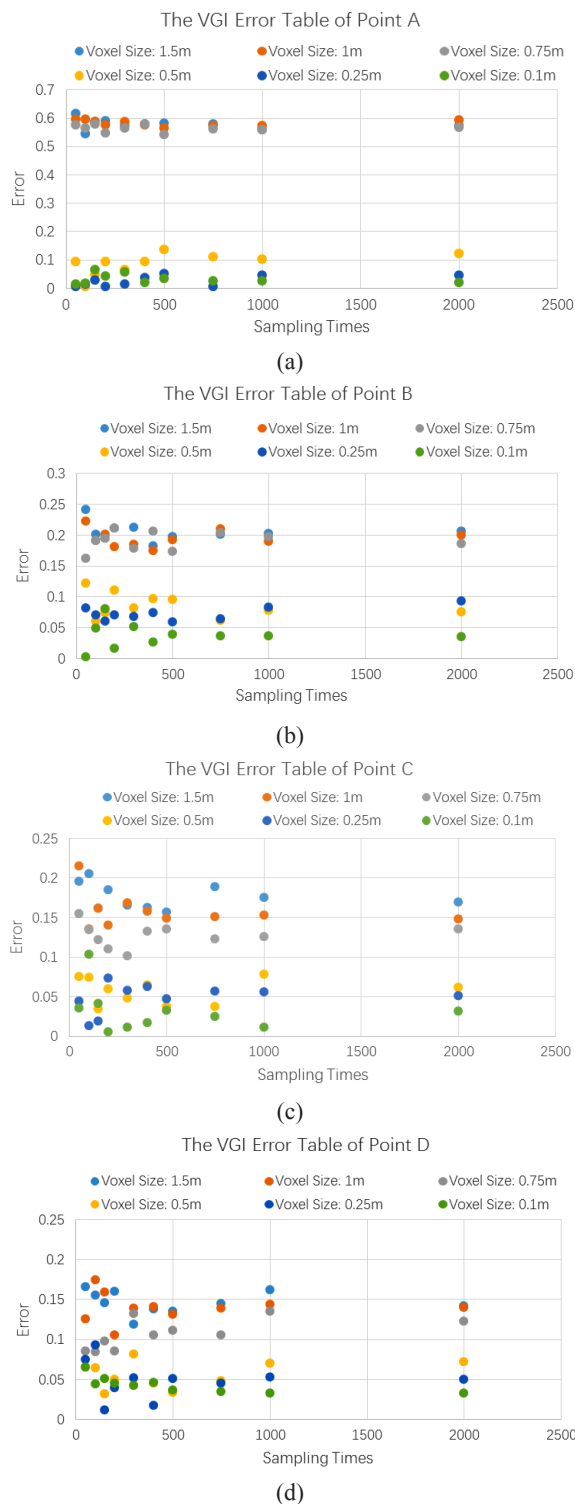 The VGI Error Table of Point A
Voxel Size: 1.5m Voxel Size: 1m Voxel Size: 0.75m
Voxel Size: 0.5m Voxel Size: 0.25m Voxel Size: 0.1m
0.7
0.6
0.5
0.4
0.3
0.2
0.1
0
Error
0 500 1000 1500 2000 2500
Sampling Times
(a)
The VGI Error Table of Point B
Voxel Size: 1.5m Voxel Size: 1m Voxel Size: 0.75m
Voxel Size: 0.5m Voxel Size: 0.25m Voxel Size: 0.1m
0.3
0.25
0.2
0.15
0.1
0.05
0
Error
0 500 1000 1500 2000 2500
Sampling Times
(b)
The VGI Error Table of Point C
Voxel Size: 1.5m Voxel Size: 1m Voxel Size: 0.75m
Voxel Size: 0.5m Voxel Size: 0.25m Voxel Size: 0.1m
0.25
0.2
0.15
0.1
0.05
0
Error
0 500 1000 1500 2000 2500
Sampling Times
(c)
The VGI Error Table of Point D
Voxel Size: 1.5m Voxel Size: 1m Voxel Size: 0.75m
Voxel Size: 0.5m Voxel Size: 0.25m Voxel Size: 0.1m
0.25
0.2
0.15
0.1
0.05
0
Error
0 500 1000 1500 2000 2500
Sampling Times
(d)